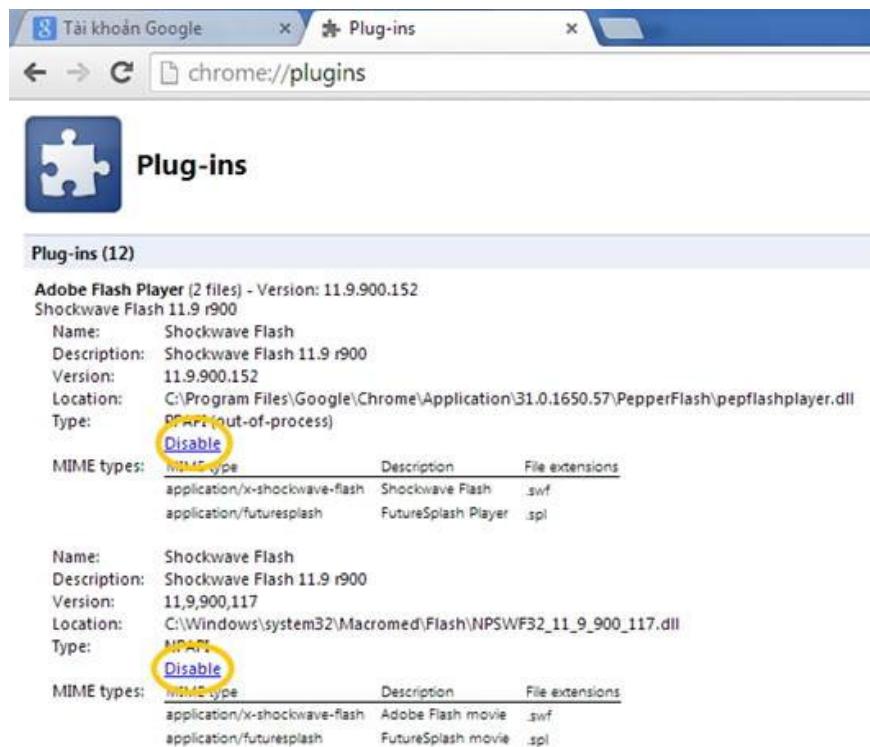 Tài khoản Google
Plug-ins
chrome://plugins
Plug-ins
Plug-ins (12)
Adobe Flash Player (2 files) - Version: 11.9.900.152
Shockwave Flash 11.9 r900
Name: Shockwave Flash
Description: Shockwave Flash 11.9 r900
Version: 11.9.900.152
Location: C:\Program Files\Google\Chrome\Application\31.0.1650.57\PepperFlash\pepflashplayer.dll
Type: PPAPI (out-of-process)
Disable
MIME types: MIME type Description File extensions
application/x-shockwave-flash Shockwave Flash .swf
application/futuresplash FutureSplash Player .spl
Name: Shockwave Flash
Description: Shockwave Flash 11.9 r900
Version: 11,9,900,117
Location: C:\Windows\system32\Macromed\Flash\NPSWF32_11_9_900_117.dll
Type: NPAPI
Disable
MIME types: MIME type Description File extensions
application/x-shockwave-flash Adobe Flash movie .swf
application/futuresplash FutureSplash movie .spl